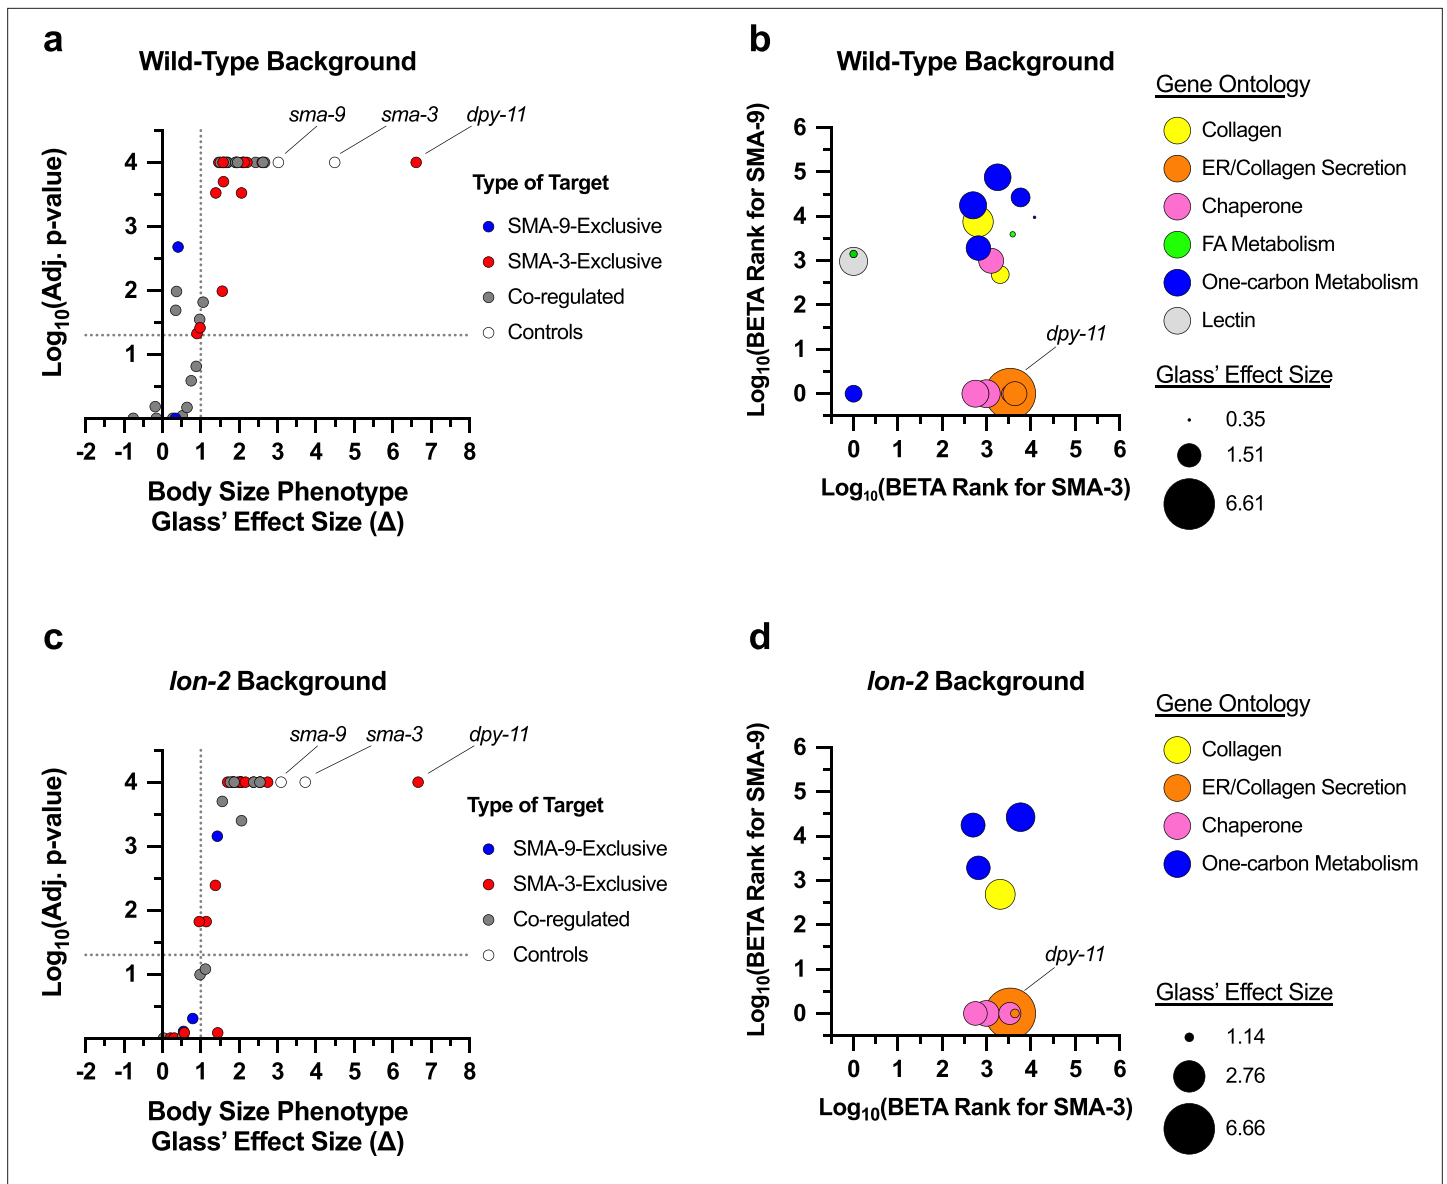 a
Wild-Type Background
sma-9
sma-3
dpy-11
Log10(Adj. p-value)
4
3
2
1
-2 -1 0 1 2 3 4 5 6 7 8
Body Size Phenotype
Glass’ Effect Size (Δ)
Type of Target
SMA-9-Exclusive
SMA-3-Exclusive
Co-regulated
Controls
b
Wild-Type Background
Log10(BETA Rank for SMA-9)
6
5
4
3
2
1
0
dpy-11
0 1 2 3 4 5 6
Log10(BETA Rank for SMA-3)
Gene Ontology
Collagen
ER/Collagen Secretion
Chaperone
FA Metabolism
One-carbon Metabolism
Lectin
Glass’ Effect Size
0.35
1.51
6.61
c
lon-2 Background
sma-9
sma-3
dpy-11
Log10(Adj. p-value)
4
3
2
1
-2 -1 0 1 2 3 4 5 6 7 8
Body Size Phenotype
Glass’ Effect Size (Δ)
Type of Target
SMA-9-Exclusive
SMA-3-Exclusive
Co-regulated
Controls
d
lon-2 Background
Log10(BETA Rank for SMA-9)
6
5
4
3
2
1
0
dpy-11
0 1 2 3 4 5 6
Log10(BETA Rank for SMA-3)
Gene Ontology
Collagen
ER/Collagen Secretion
Chaperone
One-carbon Metabolism
Glass’ Effect Size
1.14
2.76
6.66